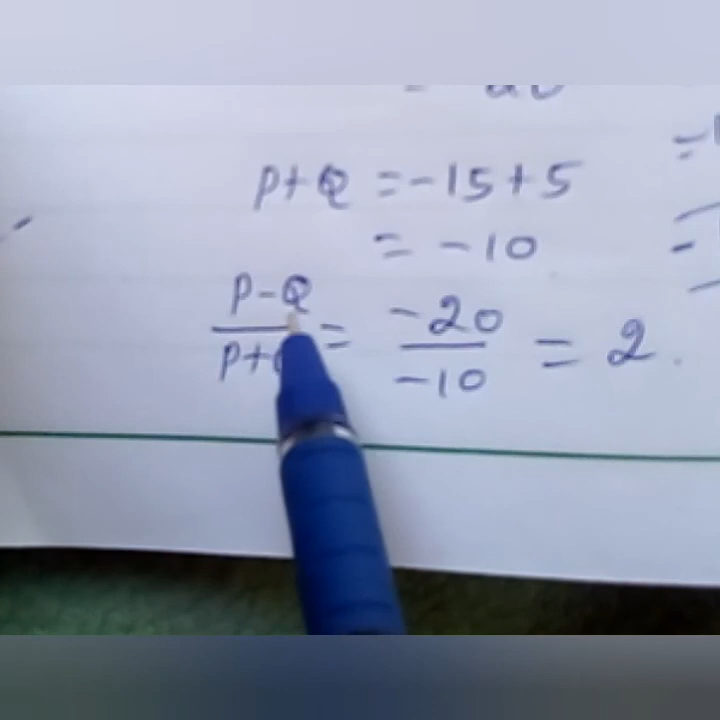 P+Q = -15+5
= -10
P-Q
P+
= -20/-10 = 2